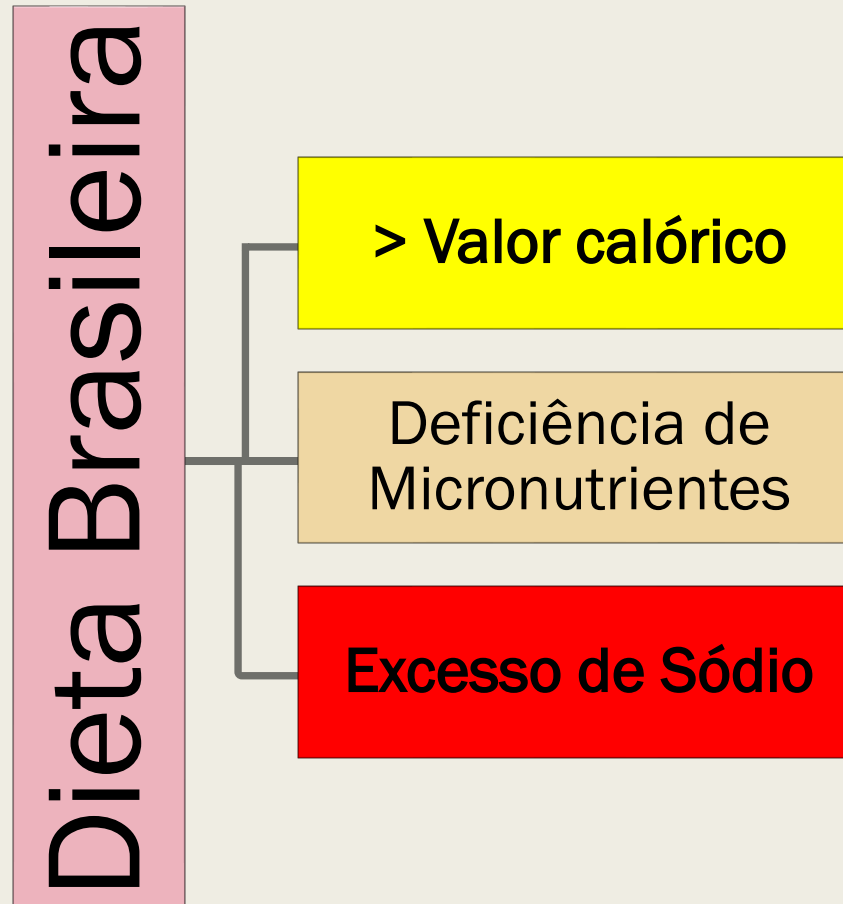 Dieta Brasileira
> Valor calórico
Deficiência de
Micronutrientes
Excesso de Sódio